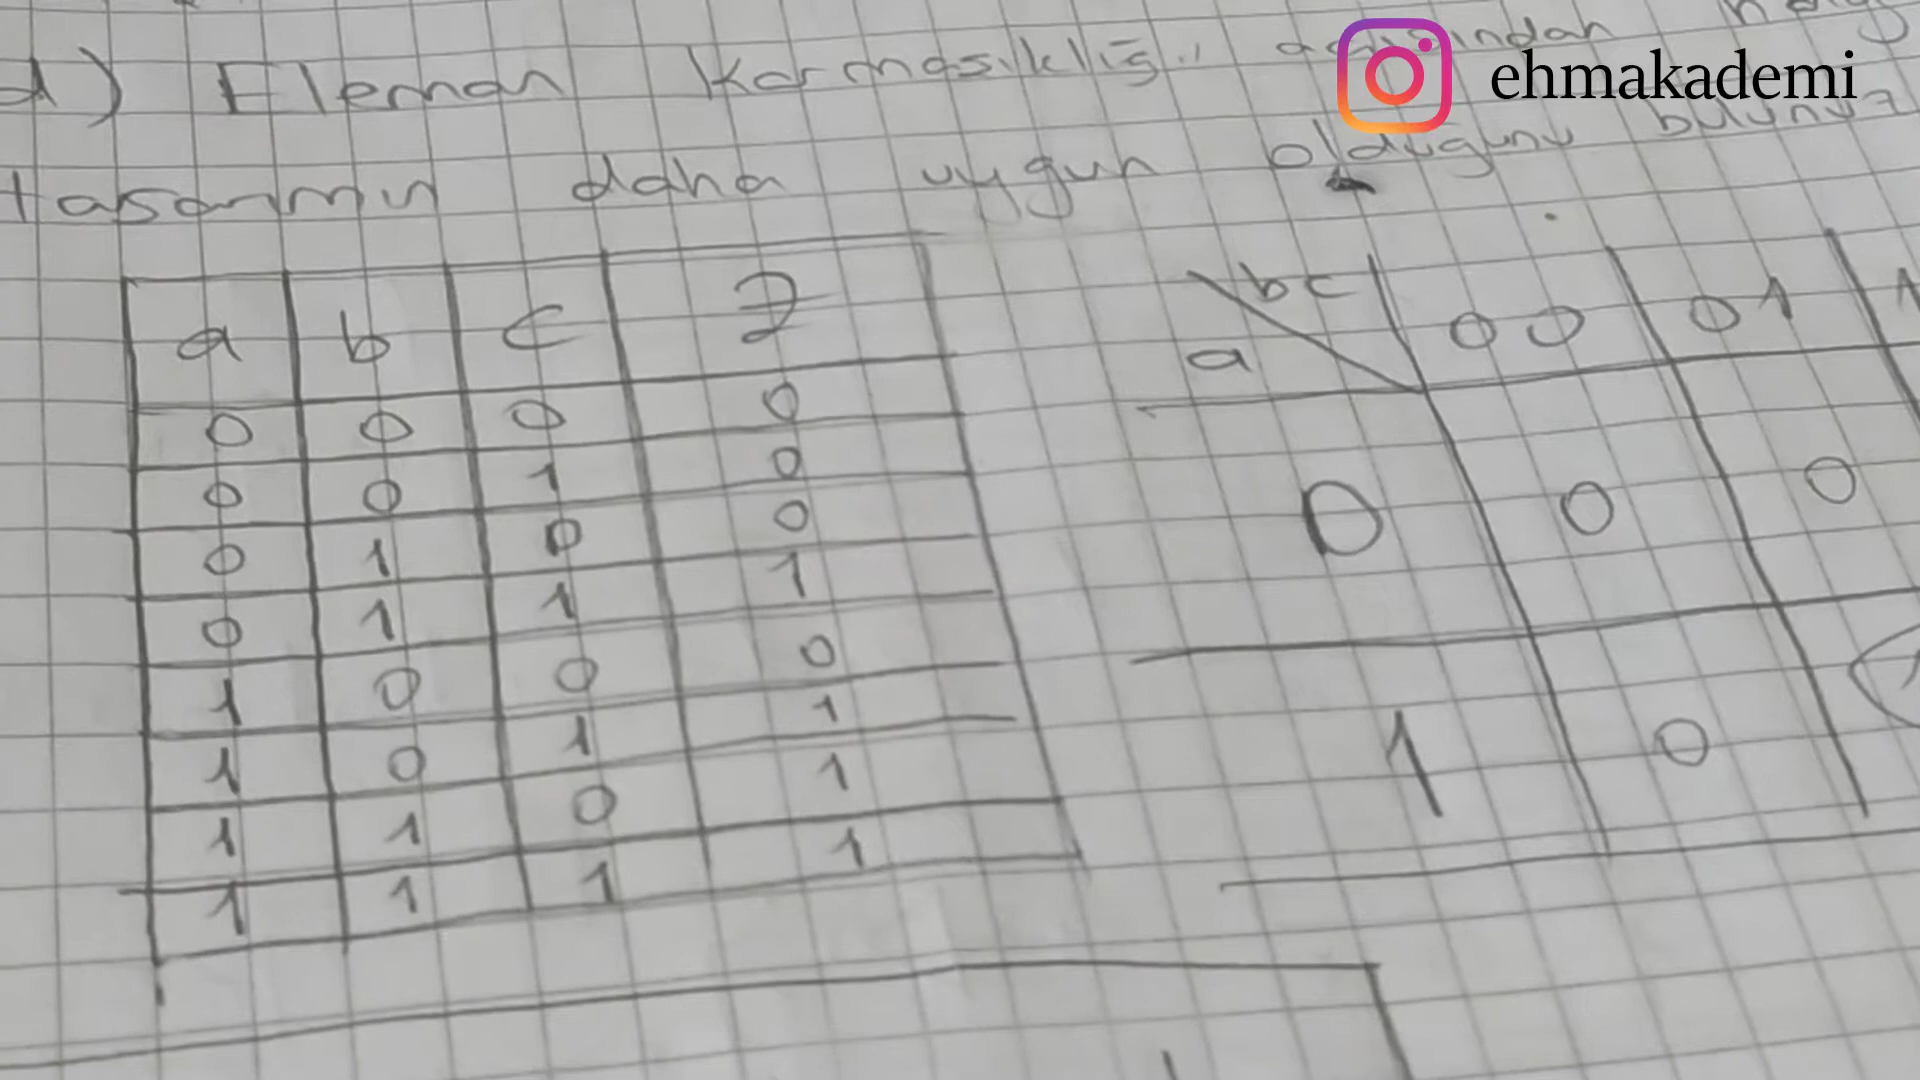 d) Eleman Karmaşıklığı açısından
ehmakademi
tasarımın daha uygun olduğunu bulunuz
a b c Z
0 0 0 0
0 0 1 0
0 1 0 0
0 1 1 1
1 0 0 0
1 0 1 1
1 1 0 1
1 1 1 1
bc 00 01 1
a
0 0 0
1 0